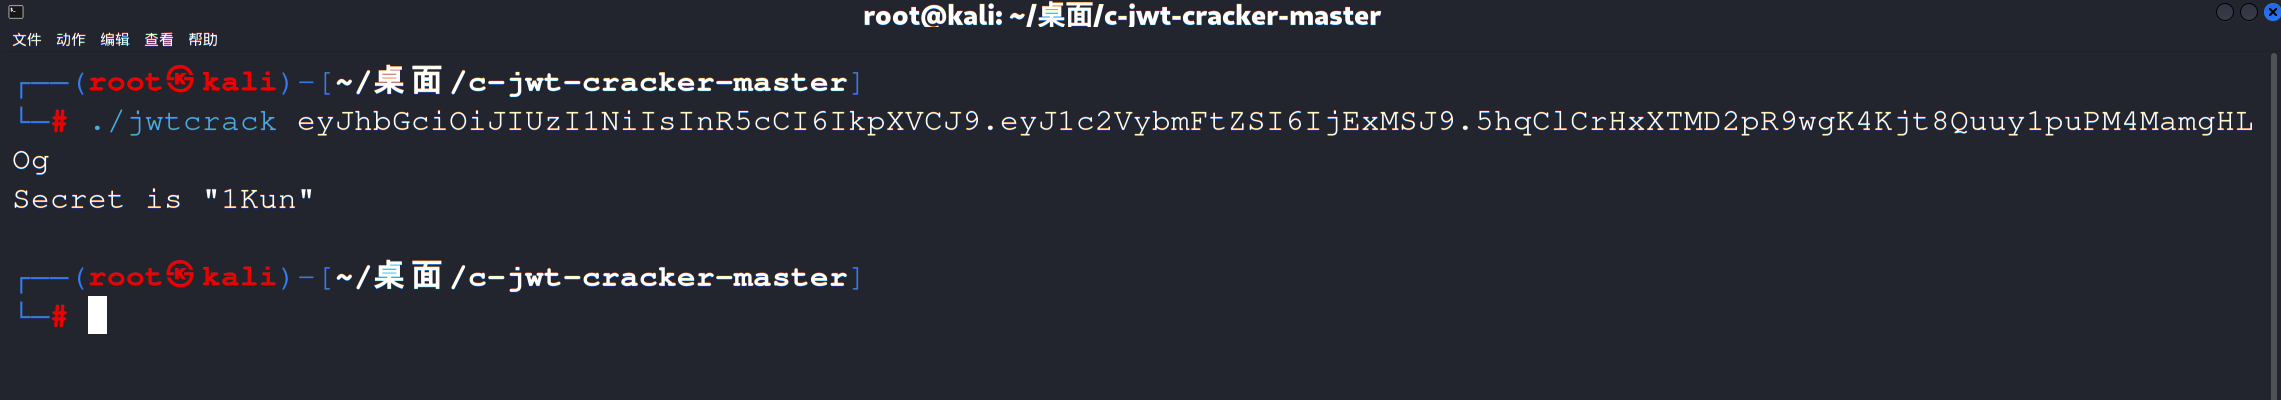 root@kali: ~/桌面/c-jwt-cracker-master
文件 动作 编辑 查看 帮助
┌──(root㉿kali)-[~/桌面/c-jwt-cracker-master]
└─# ./jwtcrack eyJhbGciOiJIUzI1NiIsInR5cCI6IkpXVCJ9.eyJ1c2VybmFtZSI6IjExMSJ9.5hqClCrHxXTMD2pR9wgK4Kjt8Quuy1puPM4MamgHL
Og
Secret is "1Kun"
┌──(root㉿kali)-[~/桌面/c-jwt-cracker-master]
└─#